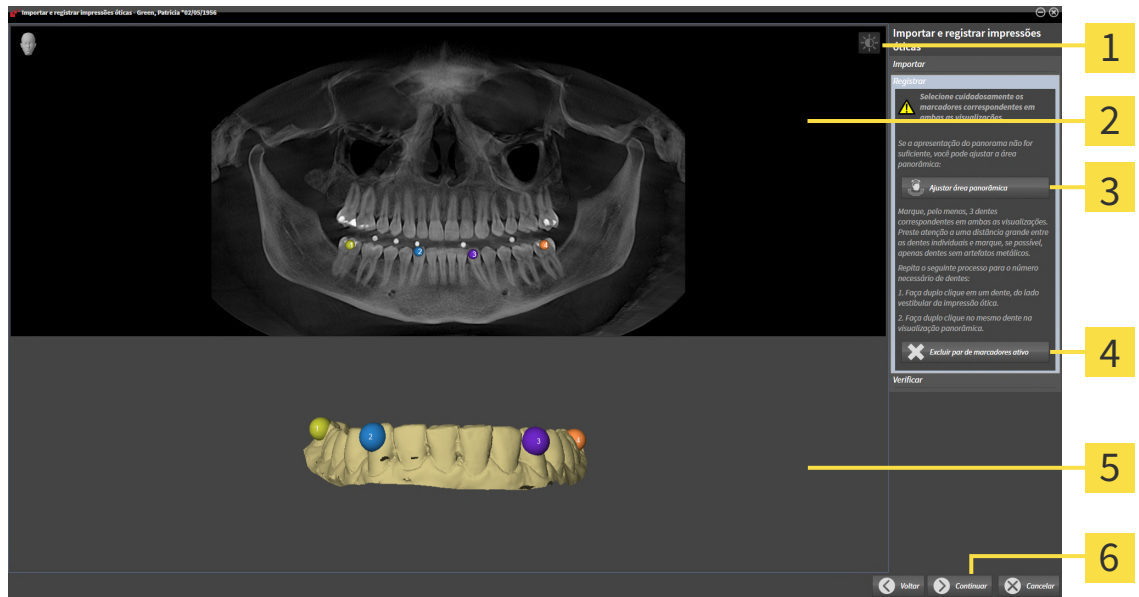 Importar e registrar impressões óticas - Green, Patricia *02/05/1956
Importar e registrar impressões
óticas
Importar
Registrar
Selecione cuidadosamente os
marcadores correspondentes em
ambas as visualizações
Se a apresentação do panorama não for
suficiente, você pode ajustar a área
panorâmica:
Ajustar área panorâmica
Marque, pelo menos, 3 dentes
correspondentes em ambas as visualizações.
Preste atenção a uma distância grande entre
os dentes individuais e marque, se possível,
apenas dentes sem artefatos metálicos.
Repita o seguinte processo para o número
necessário de dentes:
1. Faça duplo clique em um dente, do lado
vestibular da impressão ótica.
2. Faça duplo clique no mesmo dente na
visualização panorâmica.
Excluir par de marcadores ativo
Verificar
1
2
3
4
1
2
3
4
Voltar
Continuar
Cancelar
1
2
3
4
5
6